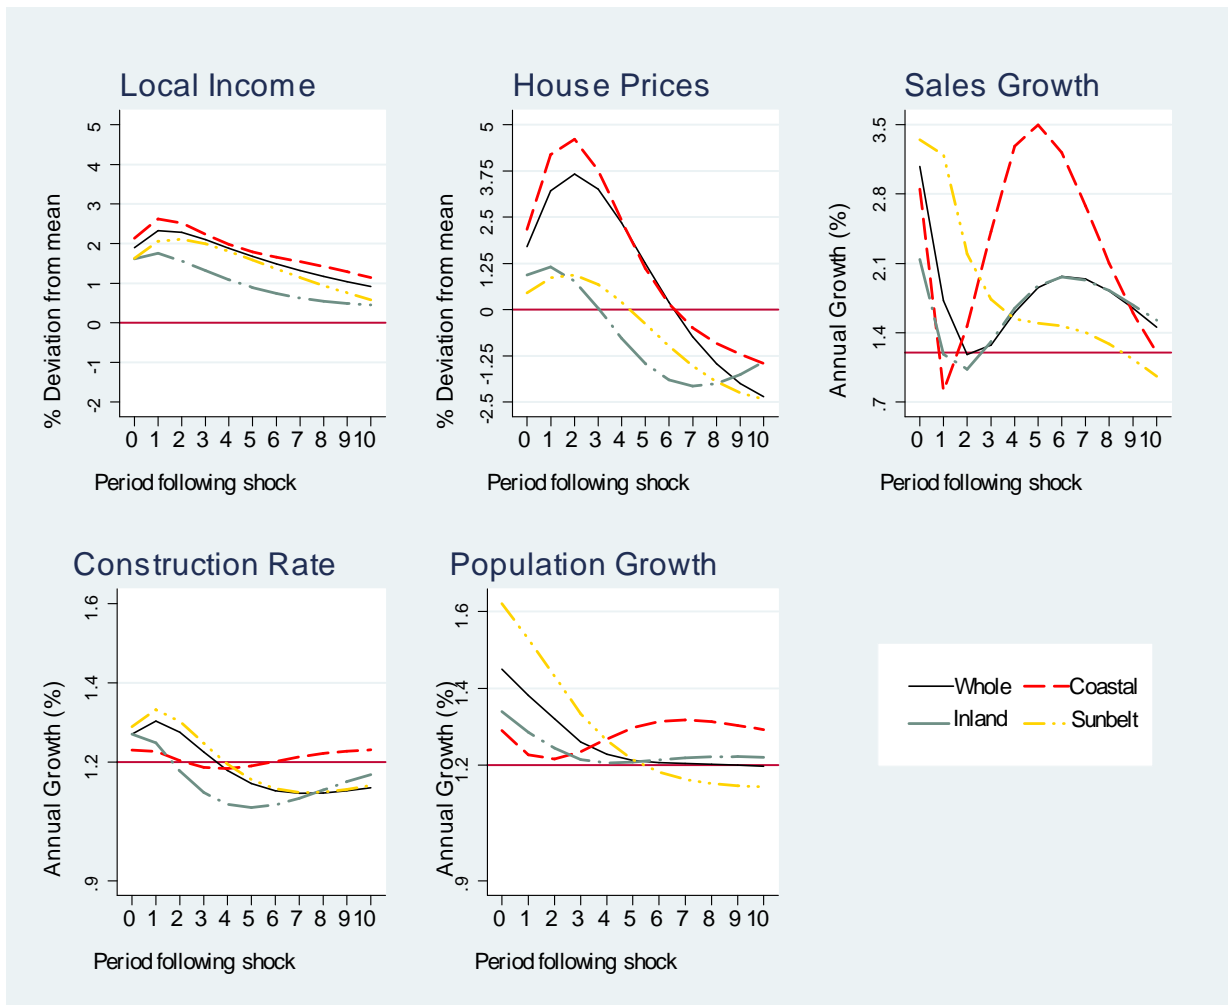 Local Income
% Deviation from mean
5
4
3
2
1
0
-1
-2
0 1 2 3 4 5 6 7 8 9 10
Period following shock
House Prices
% Deviation from mean
5
3.75
2.5
1.25
0
-1.25
-2.5
0 1 2 3 4 5 6 7 8 9 10
Period following shock
Sales Growth
Annual Growth (%)
3.5
2.8
2.1
1.4
.7
0 1 2 3 4 5 6 7 8 9 10
Period following shock
Construction Rate
Annual Growth (%)
1.6
1.4
1.2
.9
0 1 2 3 4 5 6 7 8 9 10
Period following shock
Population Growth
Annual Growth (%)
1.6
1.4
1.2
.9
0 1 2 3 4 5 6 7 8 9 10
Period following shock
Whole Coastal
Inland Sunbelt